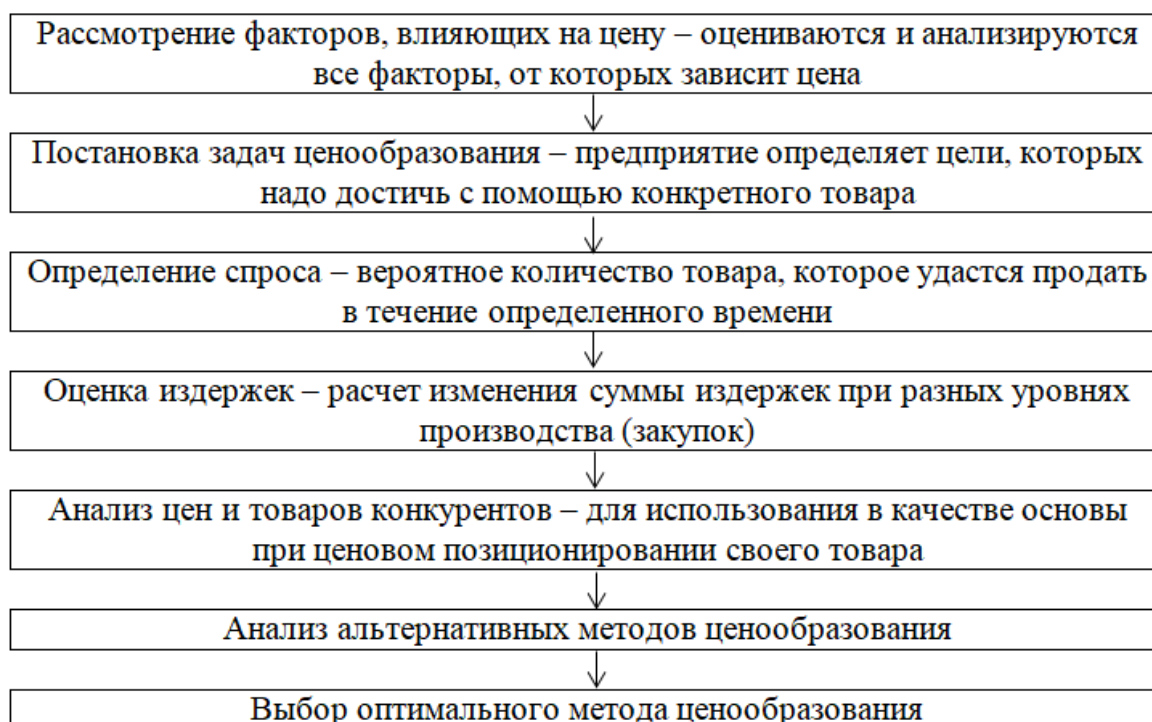 Рассмотрение факторов, влияющих на цену – оцениваются и анализируются
все факторы, от которых зависит цена
Постановка задач ценообразования – предприятие определяет цели, которых
надо достичь с помощью конкретного товара
Определение спроса – вероятное количество товара, которое удастся продать
в течение определенного времени
Оценка издержек – расчет изменения суммы издержек при разных уровнях
производства (закупок)
Анализ цен и товаров конкурентов – для использования в качестве основы
при ценовом позиционировании своего товара
Анализ альтернативных методов ценообразования
Выбор оптимального метода ценообразования